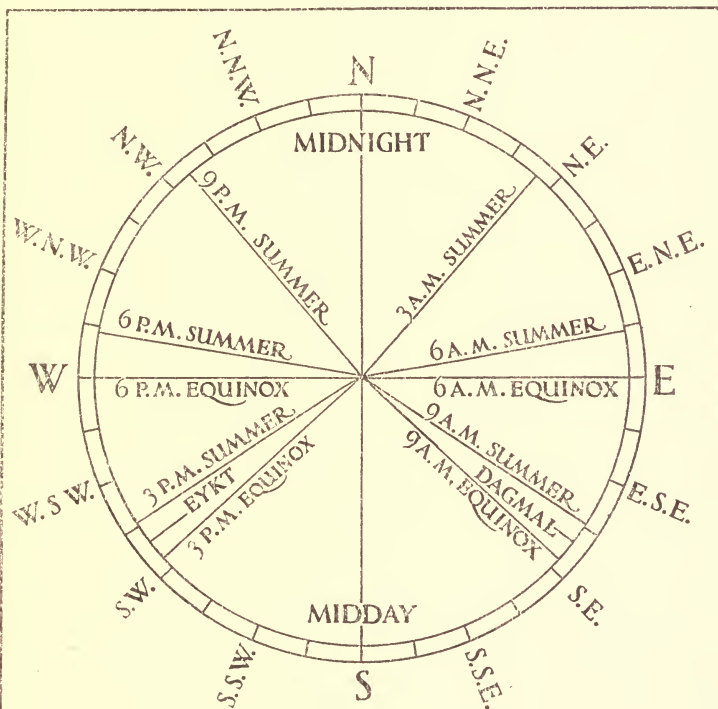 N
N.N.W.
N.N.E.
MIDNIGHT
N.W.
N.E.
9 P.M. SUMMER
3 A.M. SUMMER
W.N.W.
E.N.E.
6 P.M. SUMMER
6 A.M. SUMMER
W
6 P.M. EQUINOX
6 A.M. EQUINOX
E
3 P.M. SUMMER
9 A.M. SUMMER
EYKT
DAGMAL
3 P.M. EQUINOX
9 A.M. EQUINOX
W.S W.
E.S.E.
S.W.
S.E.
MIDDAY
S.S.W.
S.S.E.
S